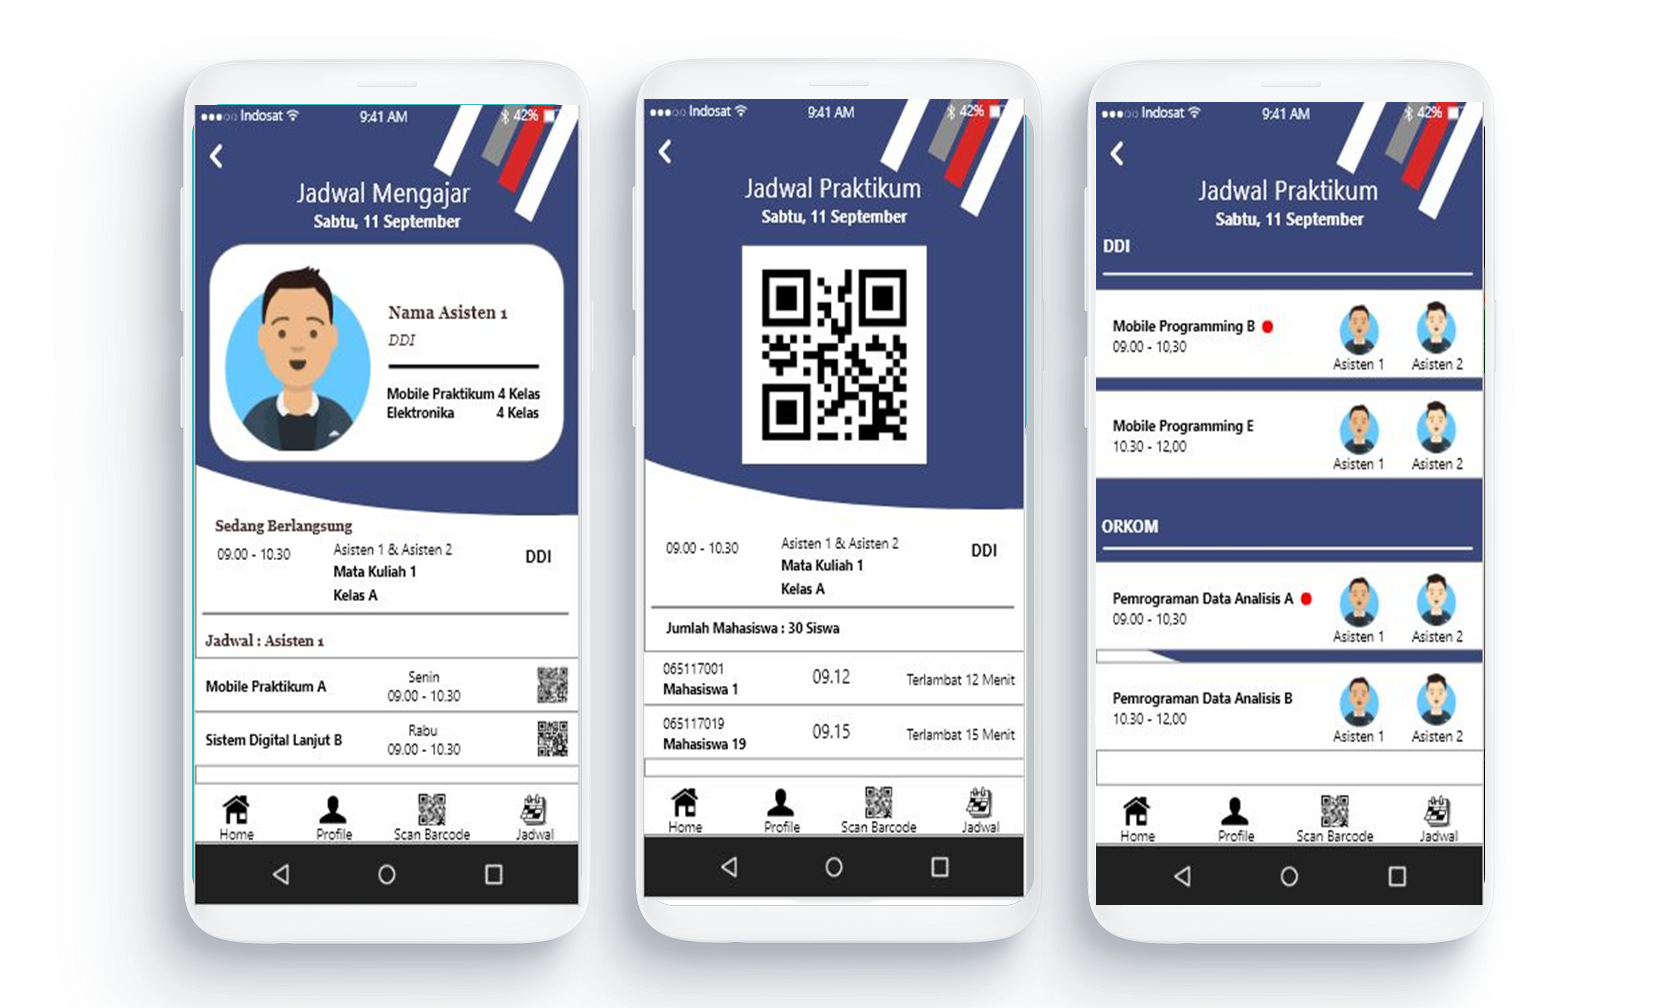 Indosat 9:41 AM 42%
Jadwal Mengajar
Sabtu, 11 September
Nama Asisten 1
DDI
Mobile Praktikum 4 Kelas
Elektronika 4 Kelas
Sedang Berlangsung
09.00 - 10.30 Asisten 1 & Asisten 2 DDI
Mata Kuliah 1
Kelas A
Jadwal : Asisten 1
Mobile Praktikum A Senin
09.00 - 10.30
Sistem Digital Lanjut B Rabu
09.00 - 10.30
Home Profile Scan Barcode Jadwal
Indosat 9:41 AM 42%
Jadwal Praktikum
Sabtu, 11 September
09.00 - 10.30 Asisten 1 & Asisten 2 DDI
Mata Kuliah 1
Kelas A
Jumlah Mahasiswa : 30 Siswa
065117001 09.12 Terlambat 12 Menit
Mahasiswa 1
065117019 09.15 Terlambat 15 Menit
Mahasiswa 19
Home Profile Scan Barcode Jadwal
Indosat 9:41 AM 42%
Jadwal Praktikum
Sabtu, 11 September
DDI
Mobile Programming B
09.00 - 10,30
Asisten 1 Asisten 2
Mobile Programming E
10.30 - 12,00
Asisten 1 Asisten 2
ORKOM
Pemrograman Data Analisis A
09.00 - 10,30
Asisten 1 Asisten 2
Pemrograman Data Analisis B
10.30 - 12,00
Asisten 1 Asisten 2
Home Profile Scan Barcode Jadwal